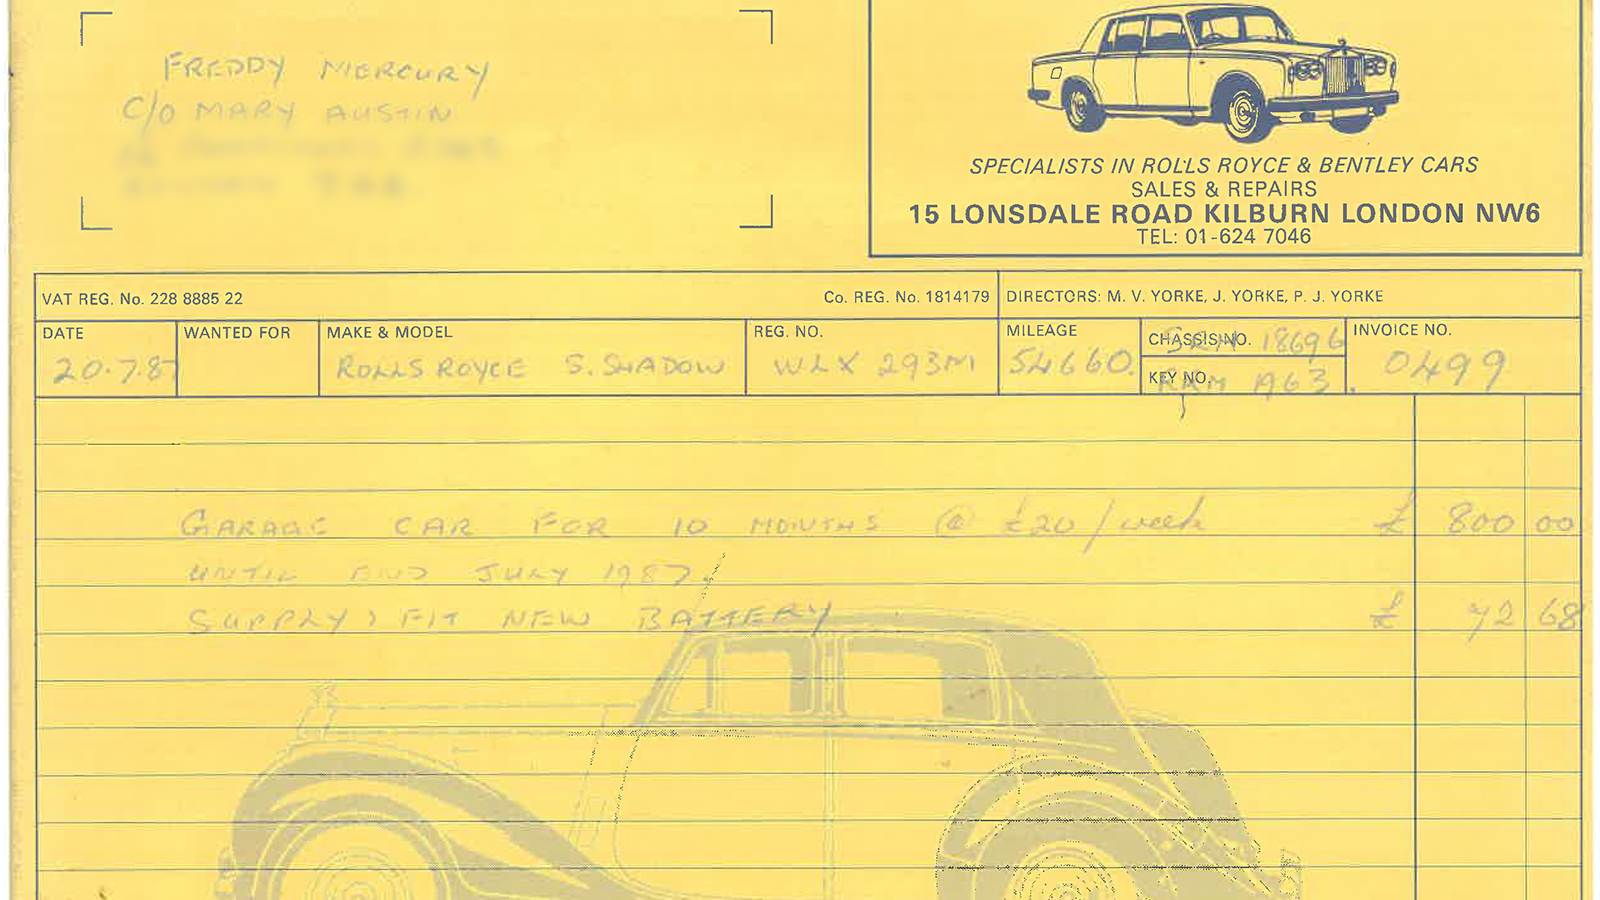 FREDDY MERCURY
C/O MARY AUSTIN
SPECIALISTS IN ROLLS ROYCE & BENTLEY CARS
SALES & REPAIRS
15 LONSDALE ROAD KILBURN LONDON NW6
TEL: 01-624 7046
VAT REG. No. 228 8885 22 Co. REG. No. 1814179 DIRECTORS: M. V. YORKE, J. YORKE, P. J. YORKE
DATE WANTED FOR MAKE & MODEL REG. NO. MILEAGE CHASSIS NO. SRH 18696 INVOICE NO.
20.7.87 ROLLS ROYCE S. SHADOW WLX 293M 54660. KEY NO. 1963 0499
GARAGE CAR FOR 10 MONTHS @ £20/week £ 800 00
UNTIL END JULY 1987
SUPPLY & FIT NEW BATTERY £ 72 68